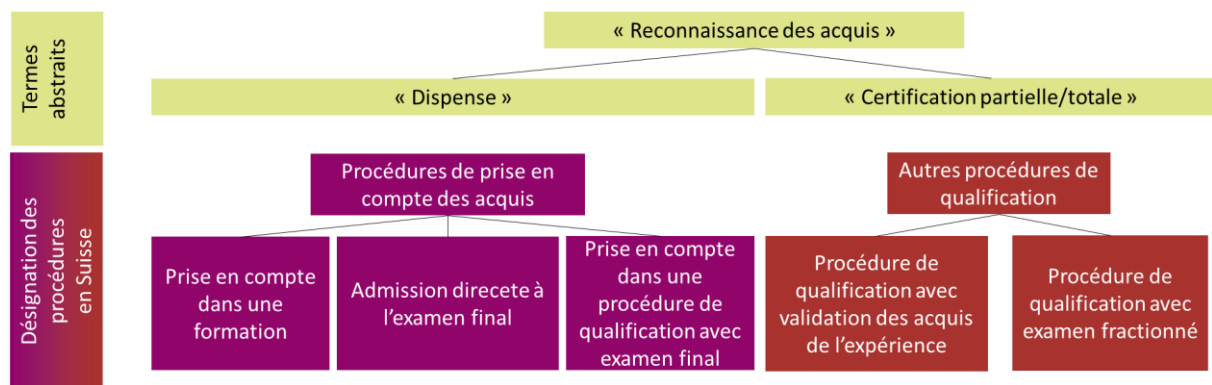 Termes
abstraits
« Reconnaissance des acquis »
« Dispense »
« Certification partielle/totale »
Désignation des
procédures
en Suisse
Procédures de prise en
compte des acquis
Autres procédures de
qualification
Prise en compte
dans une
formation
Admission direcete à
l’examen final
Prise en compte
dans une
procédure de
qualification avec
examen final
Procédure de
qualification avec
validation des acquis
de l’expérience
Procédure de
qualification avec
examen fractionné